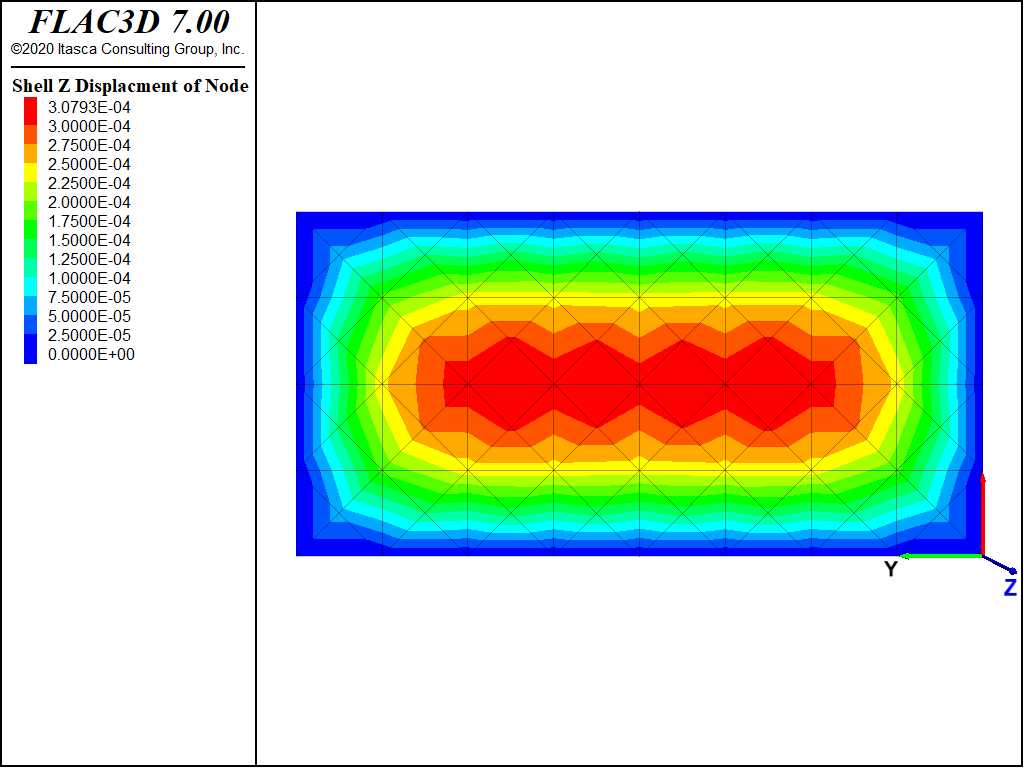 FLAC3D 7.00
©2020 Itasca Consulting Group, Inc.
Shell Z Displacment of Node
3.0793E-04
3.0000E-04
2.7500E-04
2.5000E-04
2.2500E-04
2.0000E-04
1.7500E-04
1.5000E-04
1.2500E-04
1.0000E-04
7.5000E-05
5.0000E-05
2.5000E-05
0.0000E+00
Y
Z